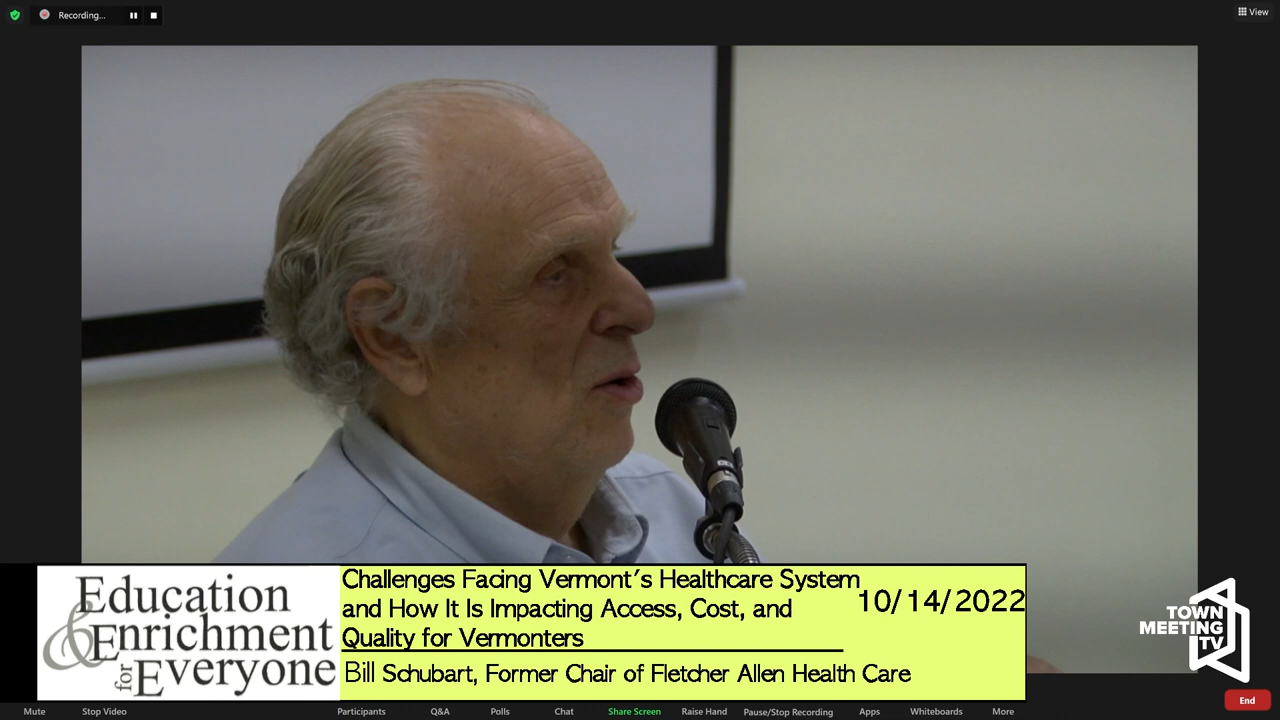 Recording...
View
Education
& Enrichment
for Everyone
Challenges Facing Vermont's Healthcare System
and How It Is Impacting Access, Cost, and
Quality for Vermonters
10/14/2022
Bill Schubart, Former Chair of Fletcher Allen Health Care
TOWN
MEETING
TV
End
Mute
Stop Video
Participants
Q&A
Polls
Chat
Share Screen
Raise Hand
Pause/Stop Recording
Apps
Whiteboards
More